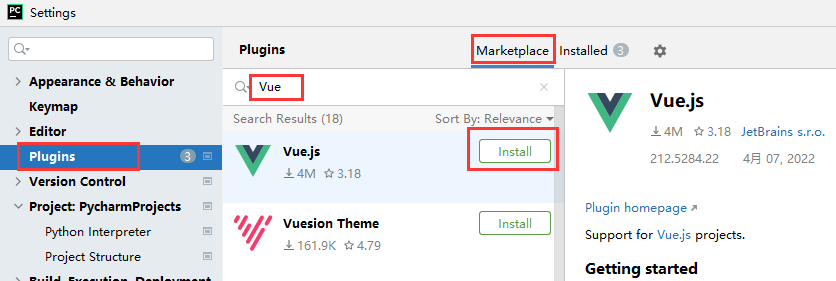 PC Settings
Plugins Marketplace Installed 3
Appearance & Behavior
Keymap
Editor
Plugins 3
Version Control
Project: PycharmProjects
Python Interpreter
Project Structure
Build, Execution, Deployment
Vue
Search Results (18) Sort By: Relevance
Vue.js
4M 3.18
Install
Vuesion Theme
161.9K 4.79
Install
Vue.js
4M 3.18 JetBrains s.r.o.
212.5284.22 4月 07, 2022
Plugin homepage
Support for Vue.js projects.
Getting started